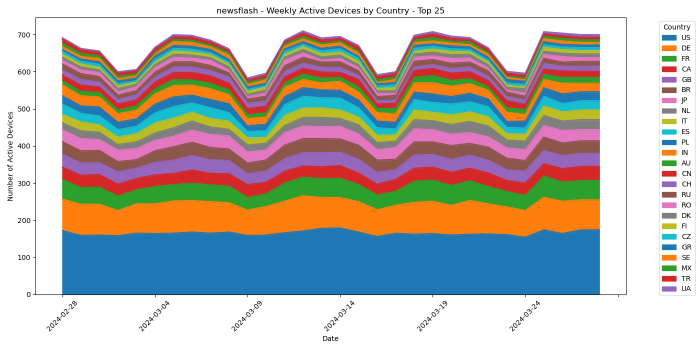 newsflash - Weekly Active Devices by Country - Top 25
Number of Active Devices
700
600
500
400
300
200
100
0
2024-02-28
2024-03-04
2024-03-09
2024-03-14
2024-03-19
2024-03-24
Date
Country
US
DE
FR
CA
GB
BR
JP
NL
IT
ES
PL
IN
AU
CN
CH
RU
RO
DK
FI
CZ
GR
SE
MX
TR
UA